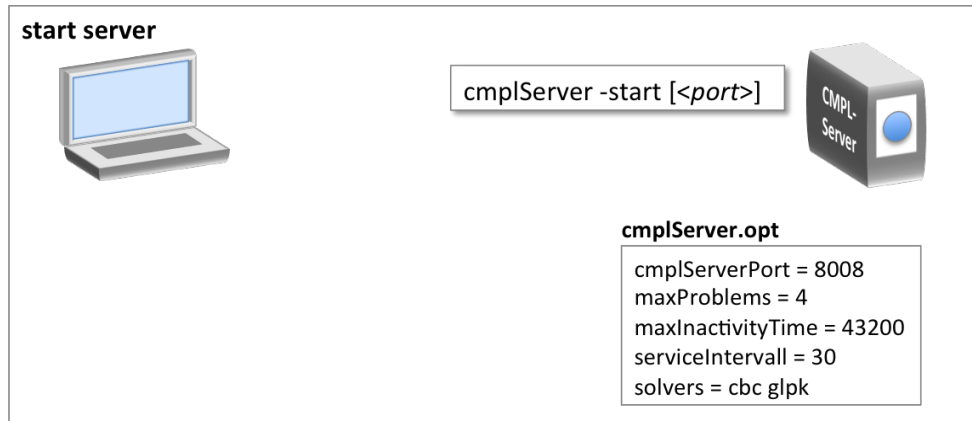 start server
cmplServer -start [<port>]
CMPL-
Server
cmplServer.opt
cmplServerPort = 8008
maxProblems = 4
maxInactivityTime = 43200
serviceIntervall = 30
solvers = cbc glpk